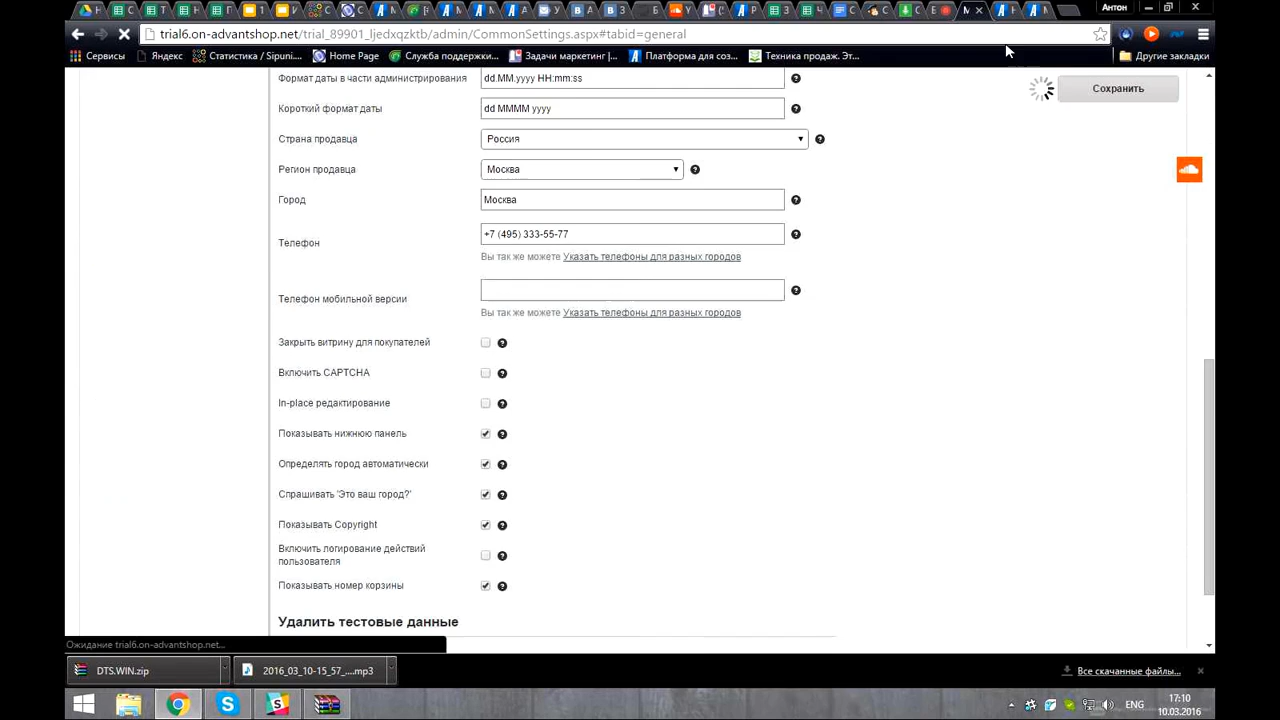 Антон
trial6.on-advantshop.net/trial_89901_ljedxqzktb/admin/CommonSettings.aspx#tabid=general
Сервисы Яндекс Статистика / Sipuni... Home Page Служба поддержки... Задачи маркетинг |... Платформа для соз... Техника продаж. Эт... Другие закладки
Формат даты в части администрирования dd.MM.yyyy HH:mm:ss
Сохранить
Короткий формат даты dd MMMM yyyy
Страна продавца Россия
Регион продавца Москва
Город Москва
Телефон +7 (495) 333-55-77
Вы так же можете Указать телефоны для разных городов
Телефон мобильной версии
Вы так же можете Указать телефоны для разных городов
Закрыть витрину для покупателей
Включить CAPTCHA
In-place редактирование
Показывать нижнюю панель
Определять город автоматически
Спрашивать 'Это ваш город?'
Показывать Copyright
Включить логирование действий
пользователя
Показывать номер корзины
Удалить тестовые данные
Ожидание trial6.on-advantshop.net...
DTS.WIN.zip 2016_03_10-15_57_....mp3 Все скачанные файлы...
ENG 17:10
10.03.2016